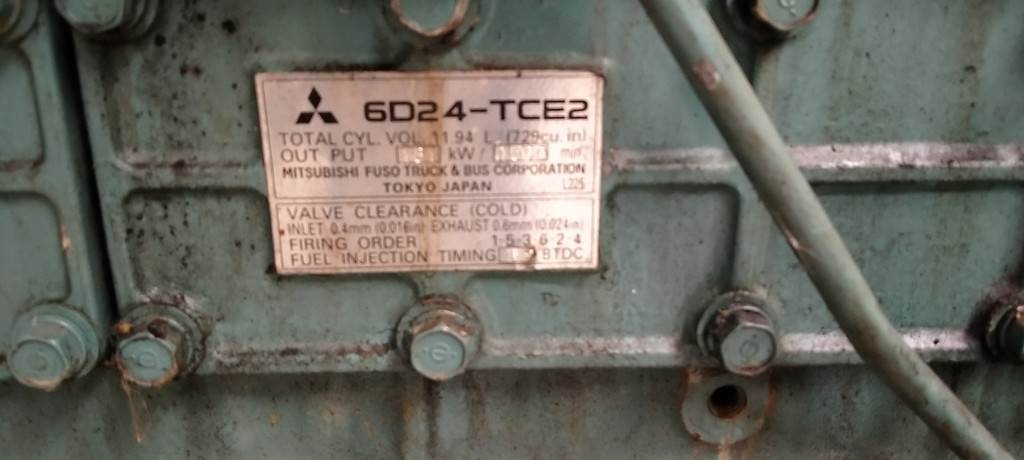 6D24-TCE2
TOTAL CYL. VOL. 11.94 L (729cu. in)
OUT PUT kW/ min
MITSUBISHI FUSO TRUCK & BUS CORPORATION
TOKYO JAPAN L225
VALVE CLEARANCE (COLD)
INLET 0.4mm (0.016in) EXHAUST 0.6mm (0.024in)
FIRING ORDER 1 5 3 6 2 4
FUEL INJECTION TIMING BTDC